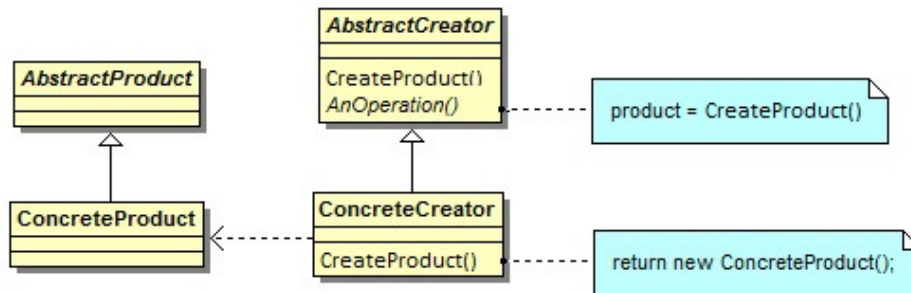 AbstractCreator
CreateProduct()
AnOperation()
AbstractProduct
product = CreateProduct()
ConcreteProduct
ConcreteCreator
CreateProduct()
return new ConcreteProduct();